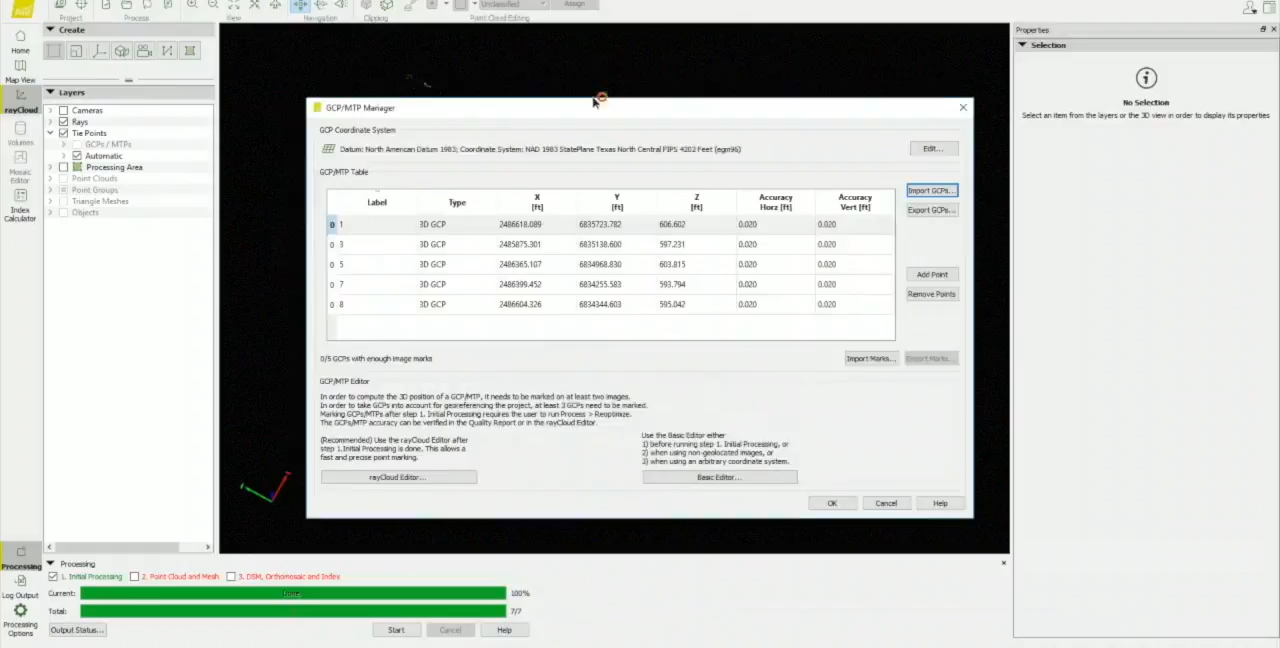 Project
Process
View
Navigation
Clipping
Unclassified
Assign
Point Cloud Editing
Home
Map View
rayCloud
Volumes
Mosaic
Editor
Index
Calculator
Create
Layers
Cameras
Rays
Tie Points
GCPs / MTPs
Automatic
Processing Area
Point Clouds
Point Groups
Triangle Meshes
Objects
GCP/MTP Manager
GCP Coordinate System
Datum: North American Datum 1983; Coordinate System: NAD 1983 StatePlane Texas North Central FIPS 4202 Feet (egm96)
Edit...
GCP/MTP Table
Label Type X [ft] Y [ft] Z [ft] Accuracy Horz [ft] Accuracy Vert [ft]
0 1 3D GCP 2486618.089 6835723.782 606.602 0.020 0.020
0 3 3D GCP 2485875.301 6835138.600 597.231 0.020 0.020
0 5 3D GCP 2486365.107 6834968.830 603.815 0.020 0.020
0 7 3D GCP 2486399.452 6834255.583 593.794 0.020 0.020
0 8 3D GCP 2486604.326 6834344.603 595.042 0.020 0.020
Import GCPs...
Export GCPs...
Add Point
Remove Points
0/5 GCPs with enough image marks
Import Marks...
Export Marks...
GCP/MTP Editor
In order to compute the 3D position of a GCP/MTP, it needs to be marked on at least two images.
In order to take GCPs into account for georeferencing the project, at least 3 GCPs need to be marked.
Marking GCPs/MTPs after step 1. Initial Processing requires the user to run Process > Reoptimize.
The GCPs/MTP accuracy can be verified in the Quality Report or in the rayCloud Editor.
(Recommended) Use the rayCloud Editor after
step 1.Initial Processing is done. This allows a
fast and precise point marking.
rayCloud Editor...
Use the Basic Editor either
1) before running step 1. Initial Processing, or
2) when using non-geolocated images, or
3) when using an arbitrary coordinate system.
Basic Editor...
OK
Cancel
Help
Properties
Selection
No Selection
Select an item from the layers or the 3D view in order to display its properties
Processing
Log Output
Processing
Options
Processing
1. Initial Processing 2. Point Cloud and Mesh 3. DSM, Orthomosaic and Index
Current: Done. 100%
Total: 7/7
Output Status...
Start
Cancel
Help